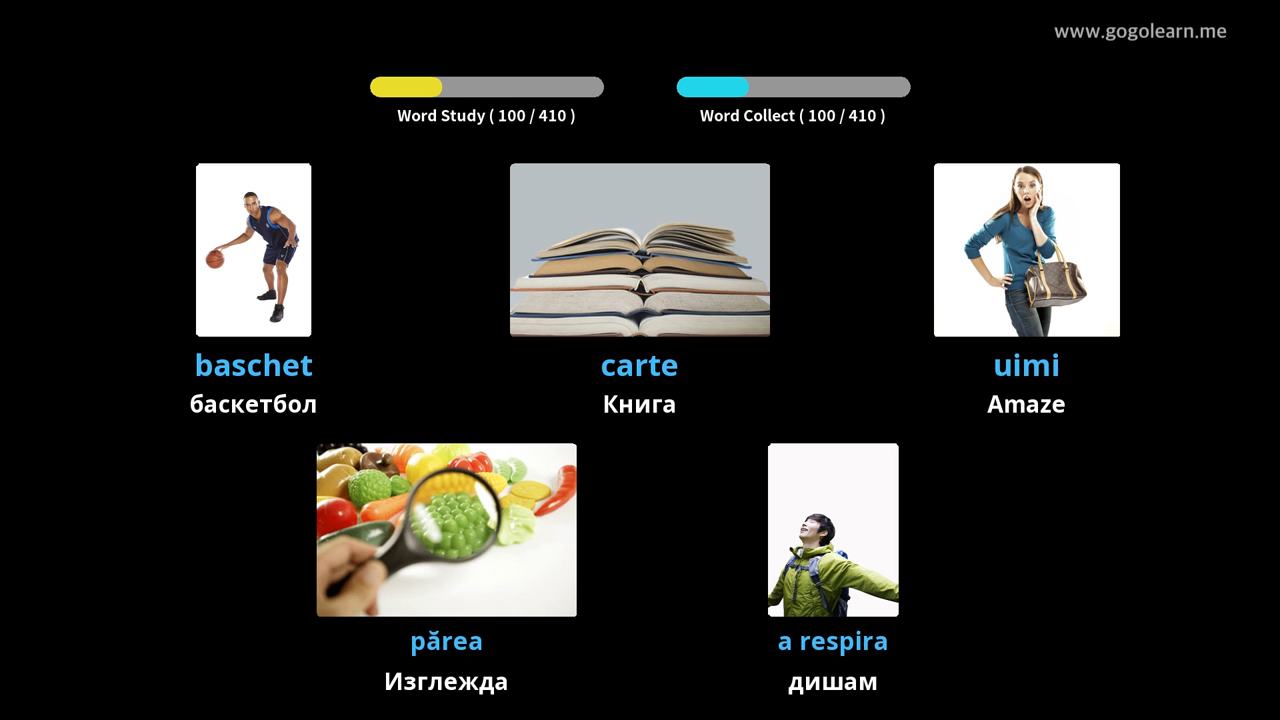 www.gogolearn.me
Word Study ( 100 / 410 )
Word Collect ( 100 / 410 )
baschet
баскетбол
carte
Книга
uimi
Amaze
părea
Изглежда
a respira
дишам